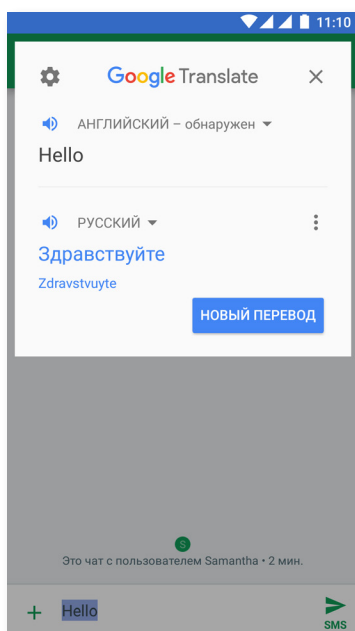 11:10
Google Translate
АНГЛИЙСКИЙ – обнаружен
Hello
РУССКИЙ
Здравствуйте
Zdravstvuyte
НОВЫЙ ПЕРЕВОД
S
Это чат с пользователем Samantha • 2 мин.
+ Hello
SMS